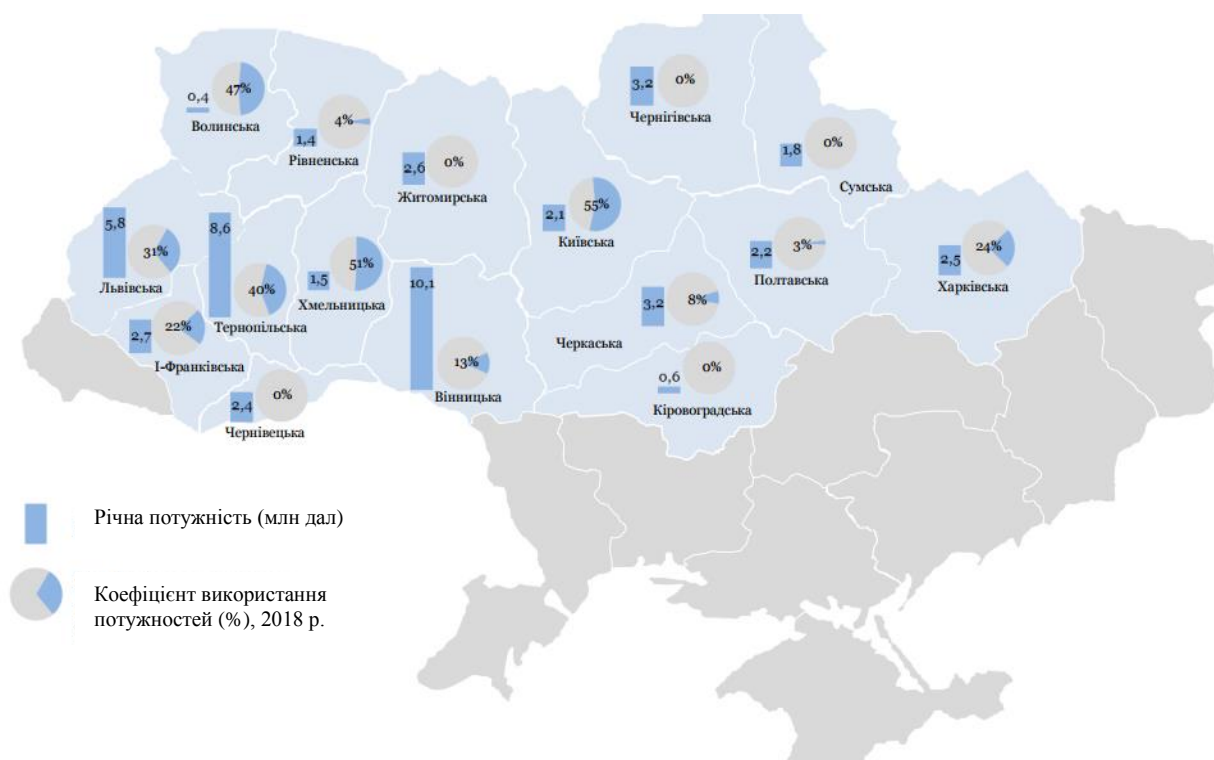 0,4
47%
Волинська
1,4
4%
Рівненська
2,6
0%
Житомирська
3,2
0%
Чернігівська
1,8
0%
Сумська
5,8
31%
Львівська
8,6
40%
Тернопільська
1,5
51%
Хмельницька
2,1
55%
Київська
2,2
3%
Полтавська
2,5
24%
Харківська
2,7
22%
І-Франківська
10,1
13%
Вінницька
3,2
8%
Черкаська
0,6
0%
Кіровоградська
2,4
0%
Чернівецька
Річна потужність (млн дал)
Коефіцієнт використання
потужностей (%), 2018 р.